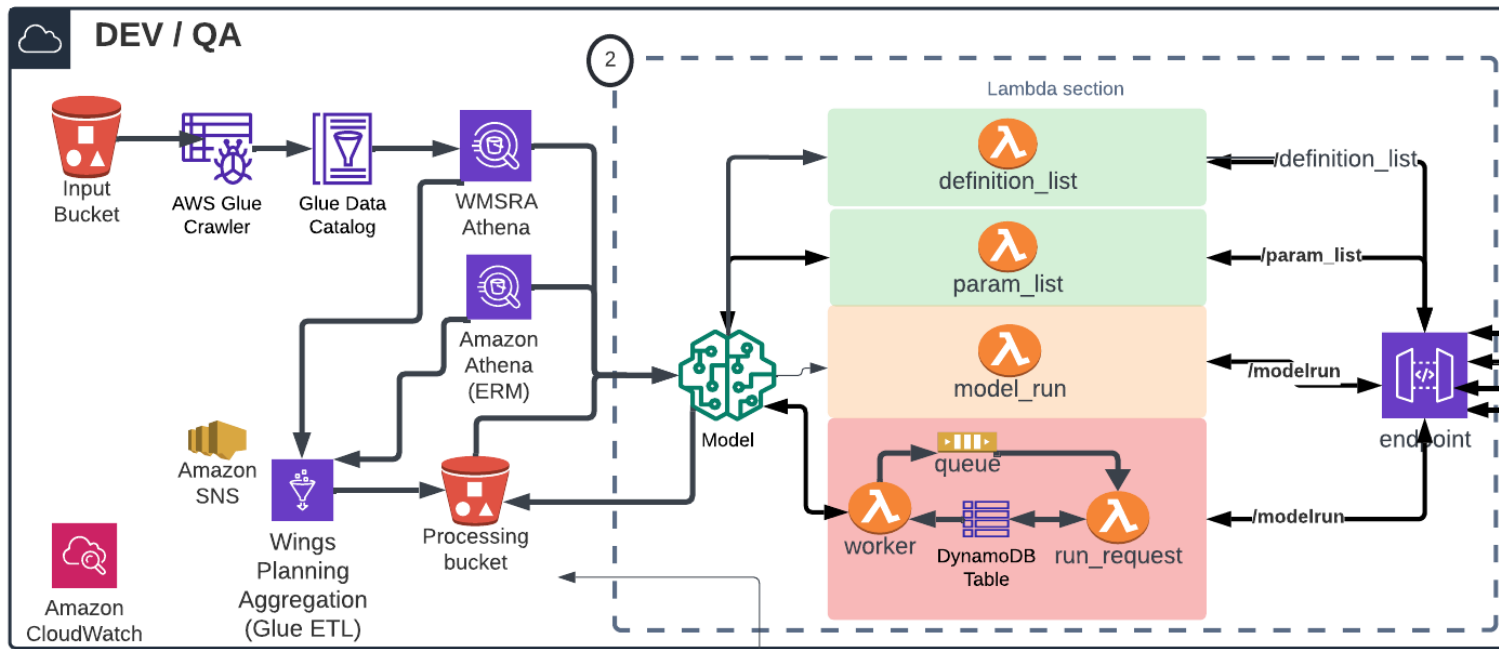 DEV / QA
2
Lambda section
Input
Bucket
AWS Glue
Crawler
Glue Data
Catalog
WMSRA
Athena
Amazon
Athena
(ERM)
Amazon
SNS
Wings
Planning
Aggregation
(Glue ETL)
Processing
bucket
Amazon
CloudWatch
Model
definition_list
param_list
model_run
queue
worker
DynamoDB
Table
run_request
/definition_list
/param_list
/modelrun
/modelrun
endpoint